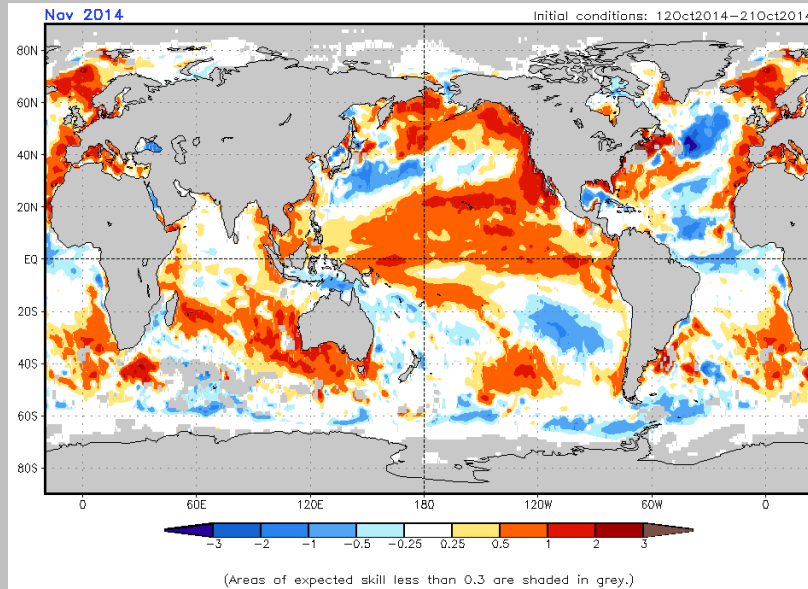 Nov 2014
Initial conditions: 12Oct2014-21Oct2014
80N
60N
40N
20N
EQ
20S
40S
60S
80S
0 60E 120E 180 120W 60W 0
-3 -2 -1 -0.5 -0.25 0.25 0.5 1 2 3
(Areas of expected skill less than 0.3 are shaded in grey.)